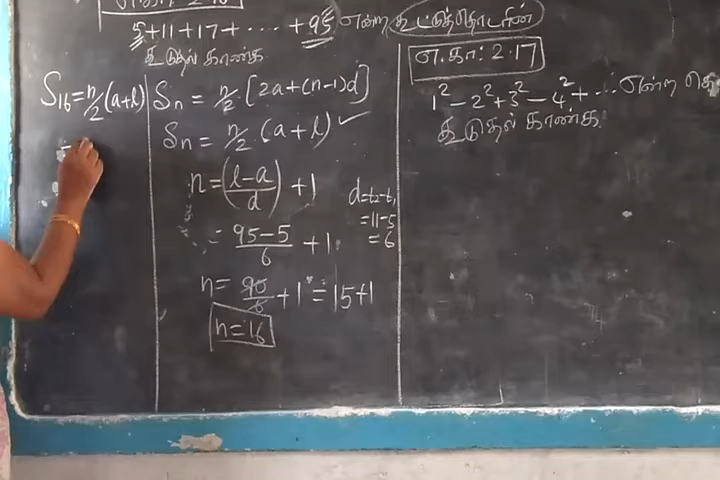 5+11+17+ ... + 95 என்ற கூட்டுத்தொடரின்
கூடுதல் காண்க
S16 = n/2 (a+l)
Sn = n/2 [2a+(n-1)d]
Sn = n/2 (a+l) ✓
n = (l-a/d) + 1
d = t2-t1
= 11-5
= 6
= 95-5/6 + 1
n = 90/6 + 1 = 15+1
n=16
எ.கா: 2.17
1² - 2² + 3² - 4² + ... என்ற
கூடுதல் காண்க.